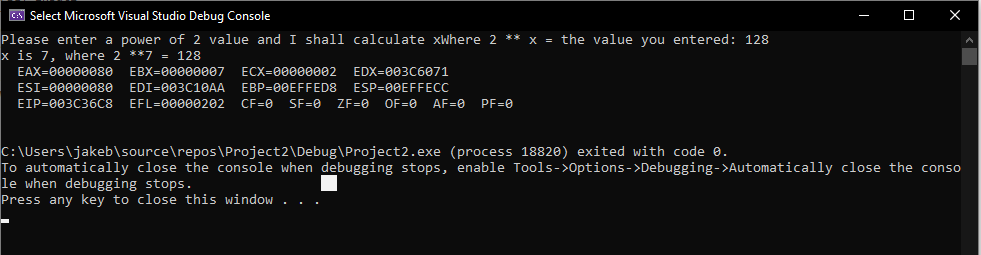 Select Microsoft Visual Studio Debug Console
Please enter a power of 2 value and I shall calculate xWhere 2 ** x = the value you entered: 128
x is 7, where 2 **7 = 128
  EAX=00000080  EBX=00000007  ECX=00000002  EDX=003C6071
  ESI=00000080  EDI=003C10AA  EBP=00EFFED8  ESP=00EFFECC
  EIP=003C36C8  EFL=00000202  CF=0  SF=0  ZF=0  OF=0  AF=0  PF=0
C:\Users\jakeb\source\repos\Project2\Debug\Project2.exe (process 18820) exited with code 0.
To automatically close the console when debugging stops, enable Tools->Options->Debugging->Automatically close the conso
le when debugging stops.
Press any key to close this window . . .